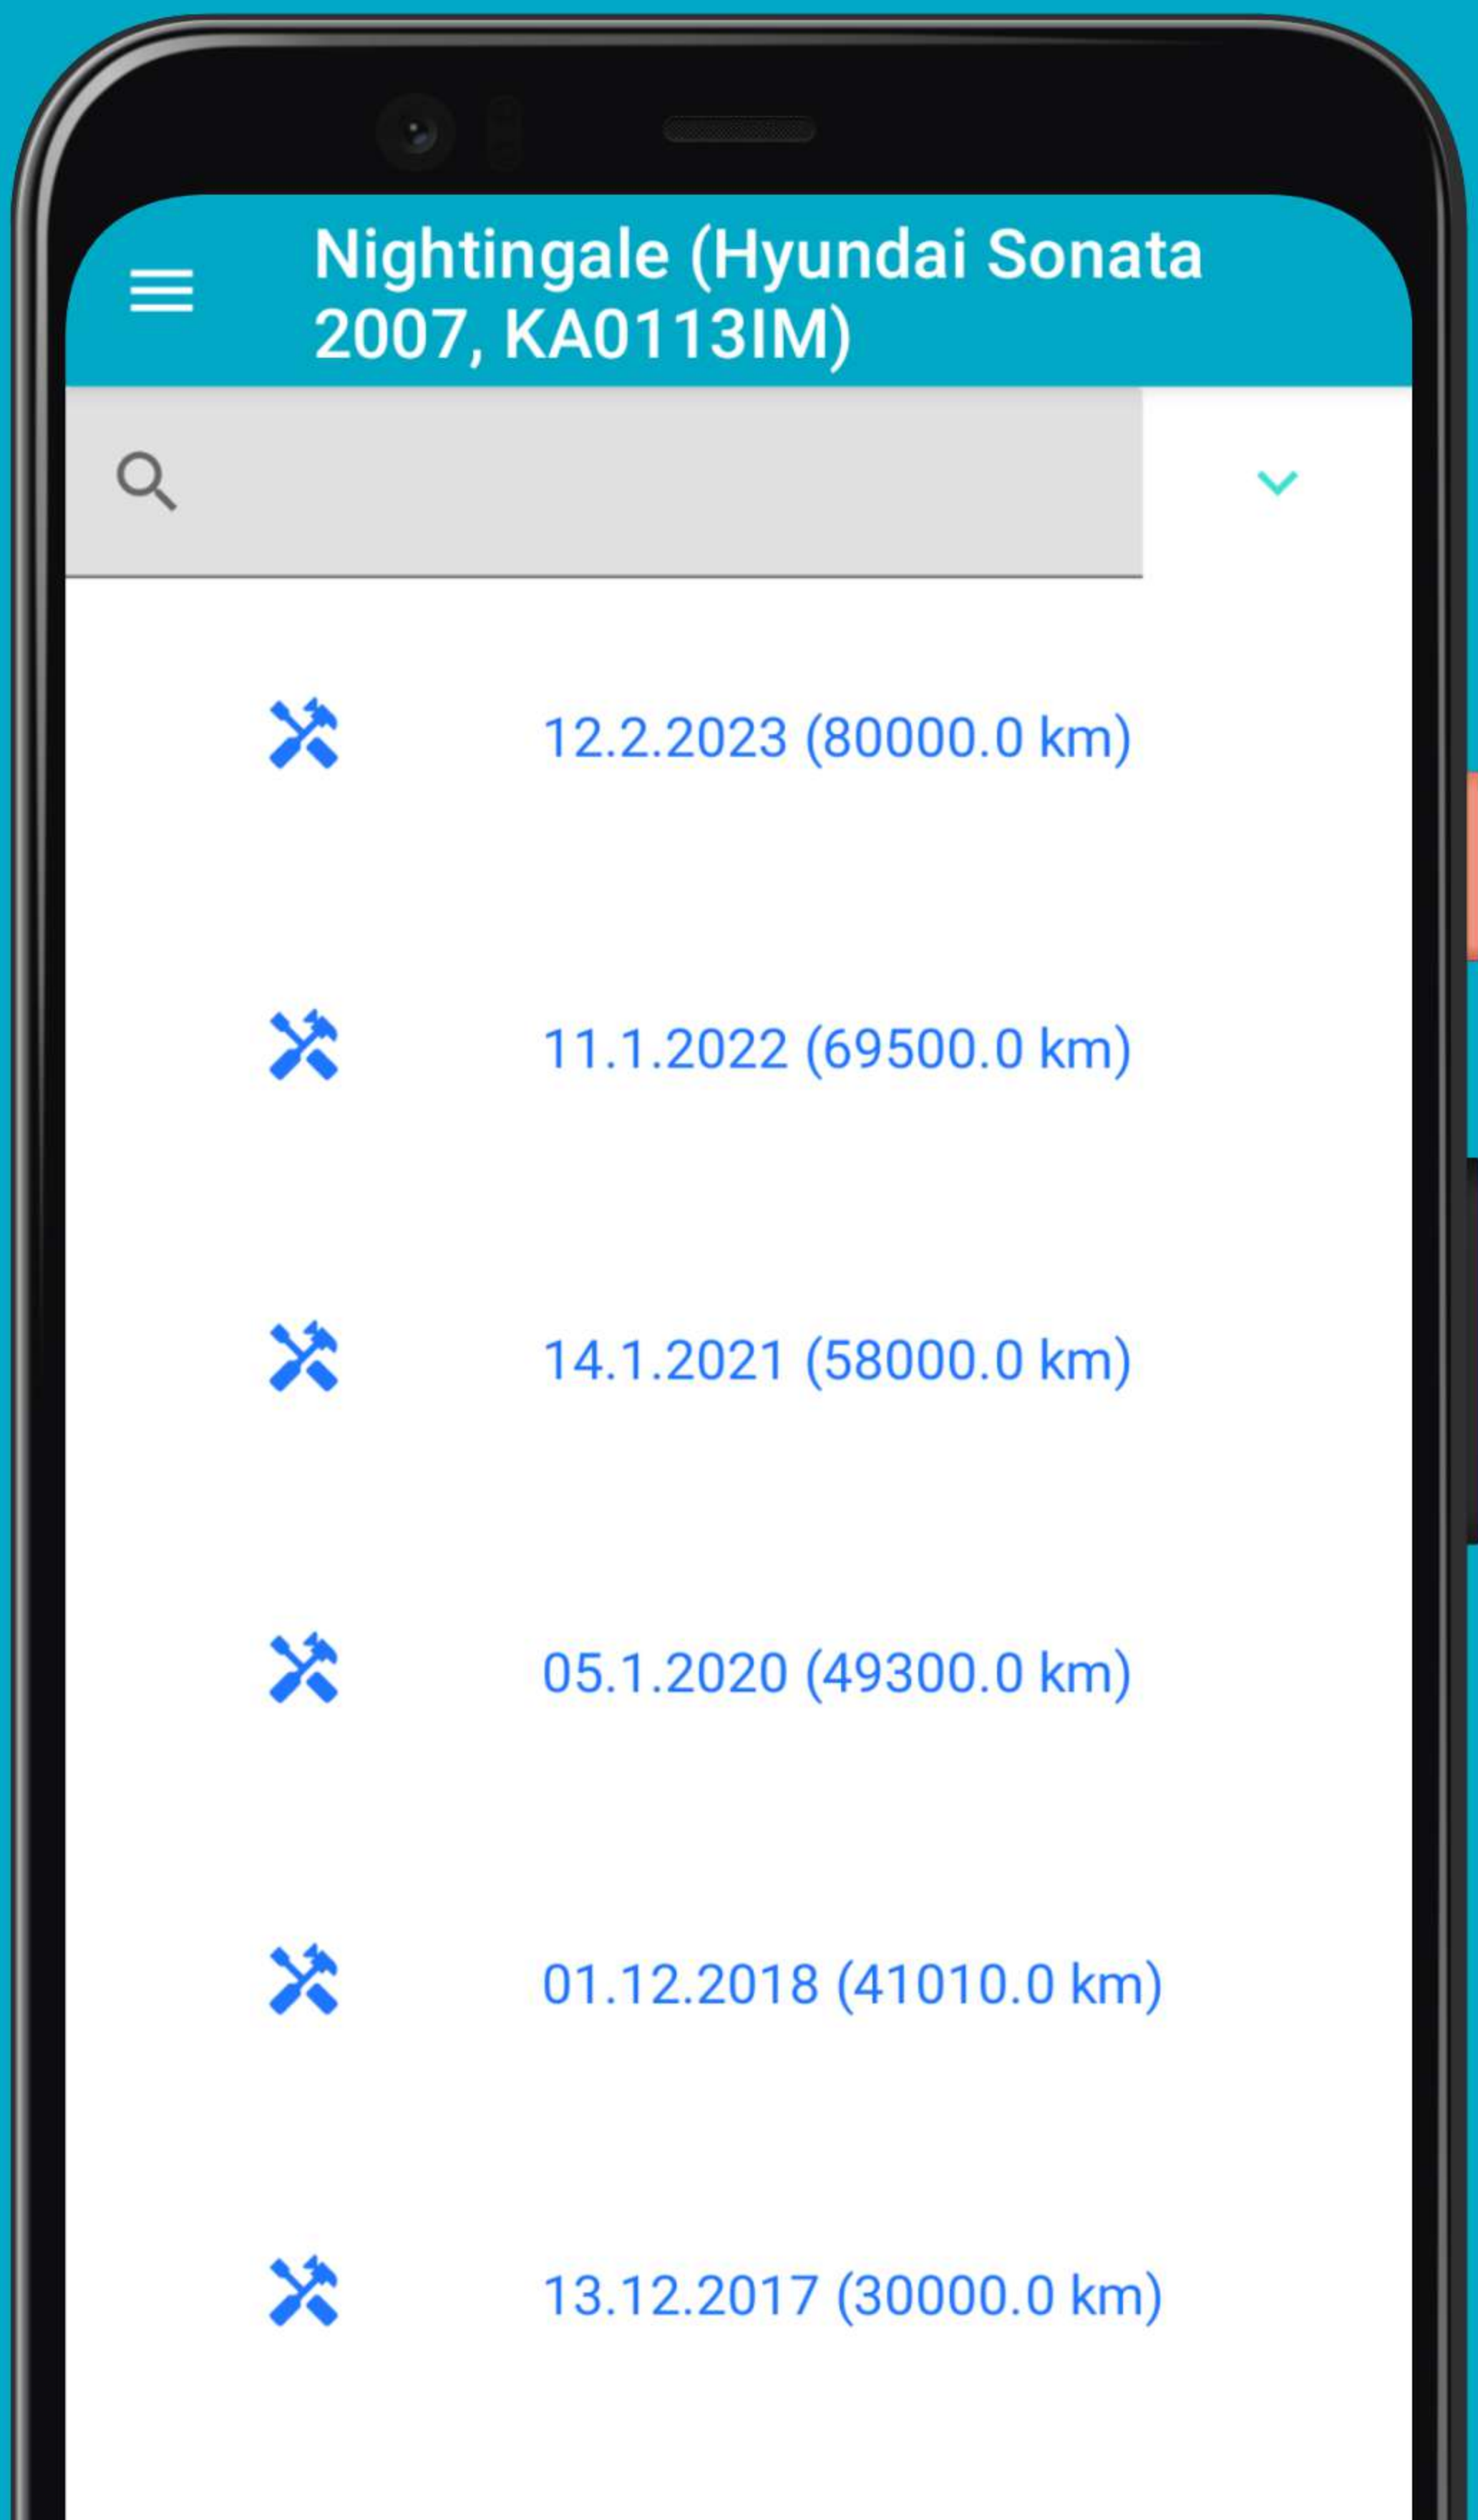 Nightingale (Hyundai Sonata
2007, KA0113IM)
12.2.2023 (80000.0 km)
11.1.2022 (69500.0 km)
14.1.2021 (58000.0 km)
05.1.2020 (49300.0 km)
01.12.2018 (41010.0 km)
13.12.2017 (30000.0 km)